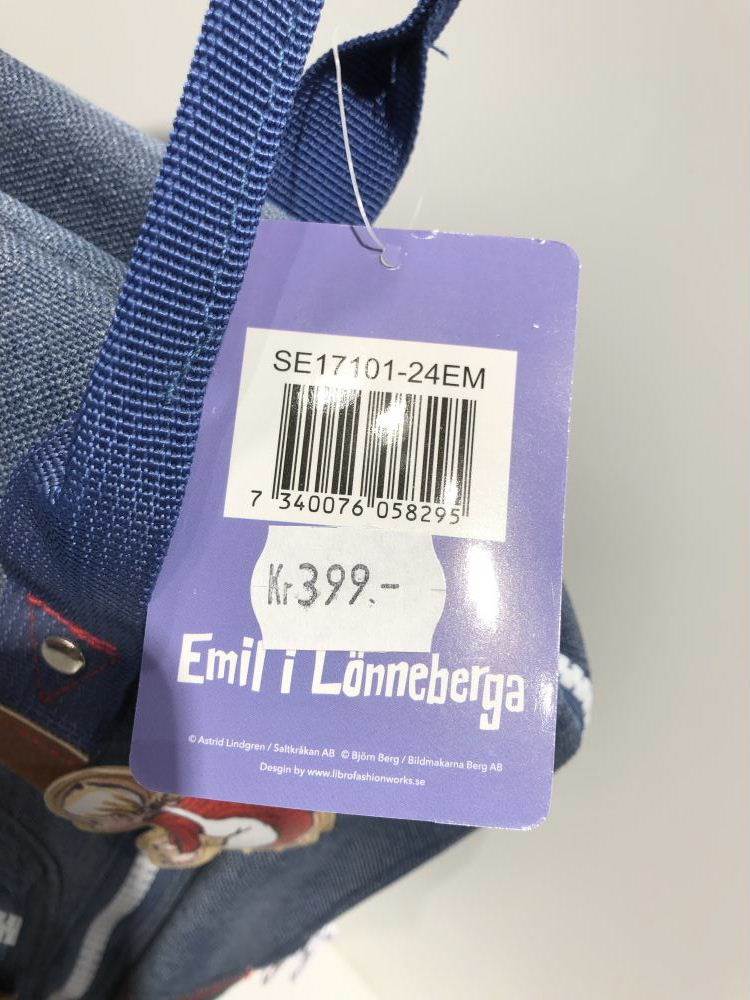 SE17101-24EM
7 340076 058295
Kr399.-
Emil i Lönneberga
© Astrid Lindgren / Saltkråkan AB © Björn Berg / Bildmakarna Berg AB
Desgin by www.librofashionworks.se